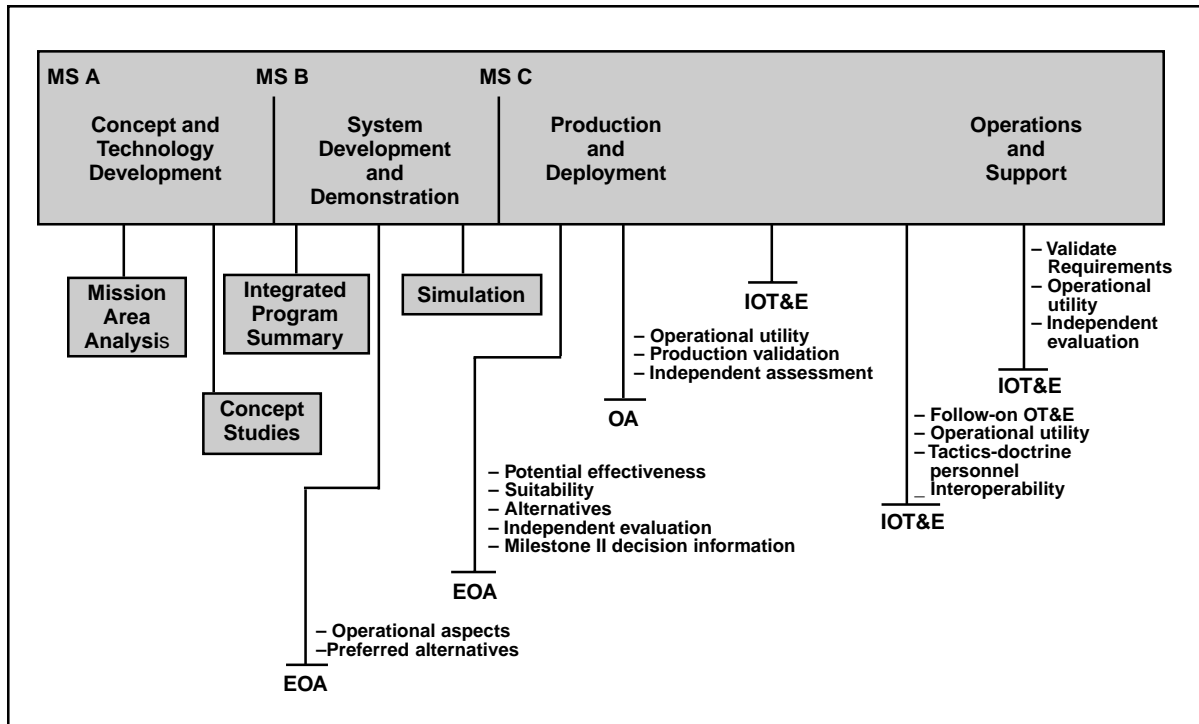 MS A
MS B
MS C
Concept and
Technology
Development
System
Development
and
Demonstration
Production
and
Deployment
Operations
and
Support
Mission
Area
Analysis
Integrated
Program
Summary
Simulation
Concept
Studies
IOT&E
– Validate
Requirements
– Operational
utility
– Independent
evaluation
IOT&E
– Operational utility
– Production validation
– Independent assessment
OA
– Follow-on OT&E
– Operational utility
– Tactics-doctrine
personnel
_ Interoperability
IOT&E
– Potential effectiveness
– Suitability
– Alternatives
– Independent evaluation
– Milestone II decision information
EOA
– Operational aspects
–Preferred alternatives
EOA